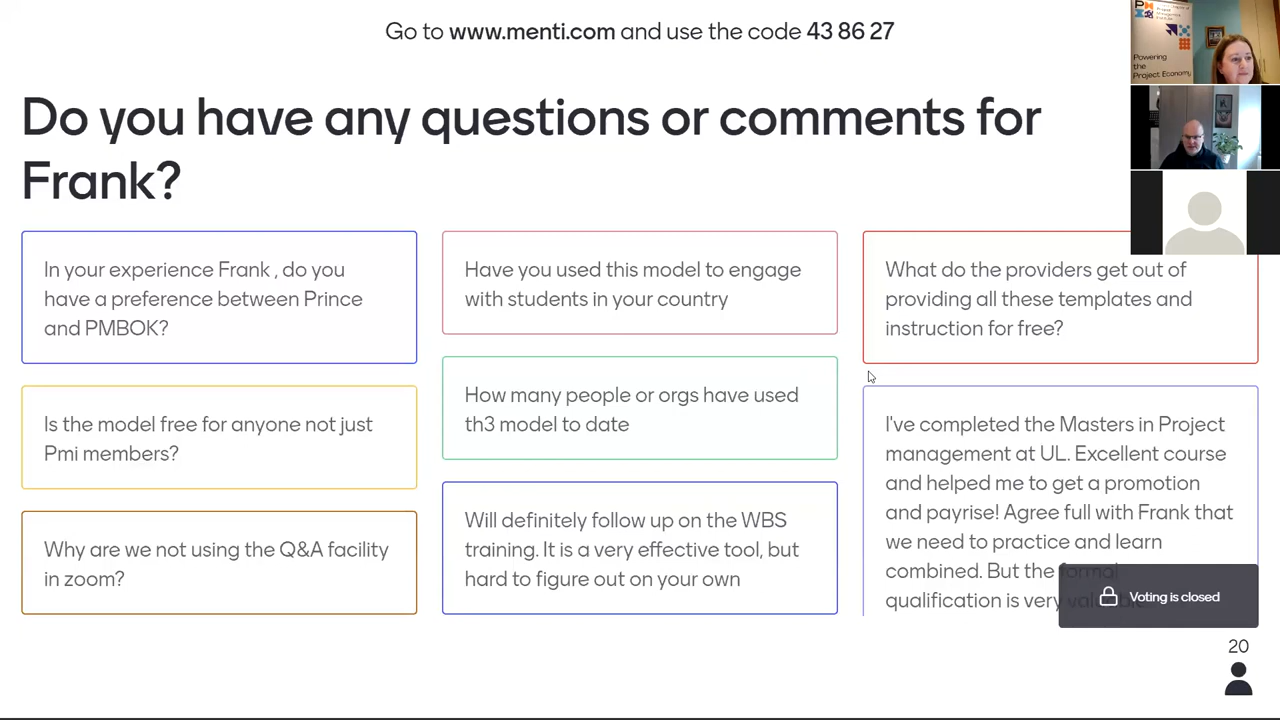 Go to www.menti.com and use the code 43 86 27
Do you have any questions or comments for
Frank?
In your experience Frank , do you
have a preference between Prince
and PMBOK?
Is the model free for anyone not just
Pmi members?
Why are we not using the Q&A facility
in zoom?
Have you used this model to engage
with students in your country
How many people or orgs have used
th3 model to date
Will definitely follow up on the WBS
training. It is a very effective tool, but
hard to figure out on your own
What do the providers get out of
providing all these templates and
instruction for free?
I've completed the Masters in Project
management at UL. Excellent course
and helped me to get a promotion
and payrise! Agree full with Frank that
we need to practice and learn
combined. But the formal
qualification is very
Voting is closed
20
Project
Management
Powering
the
Project Economy